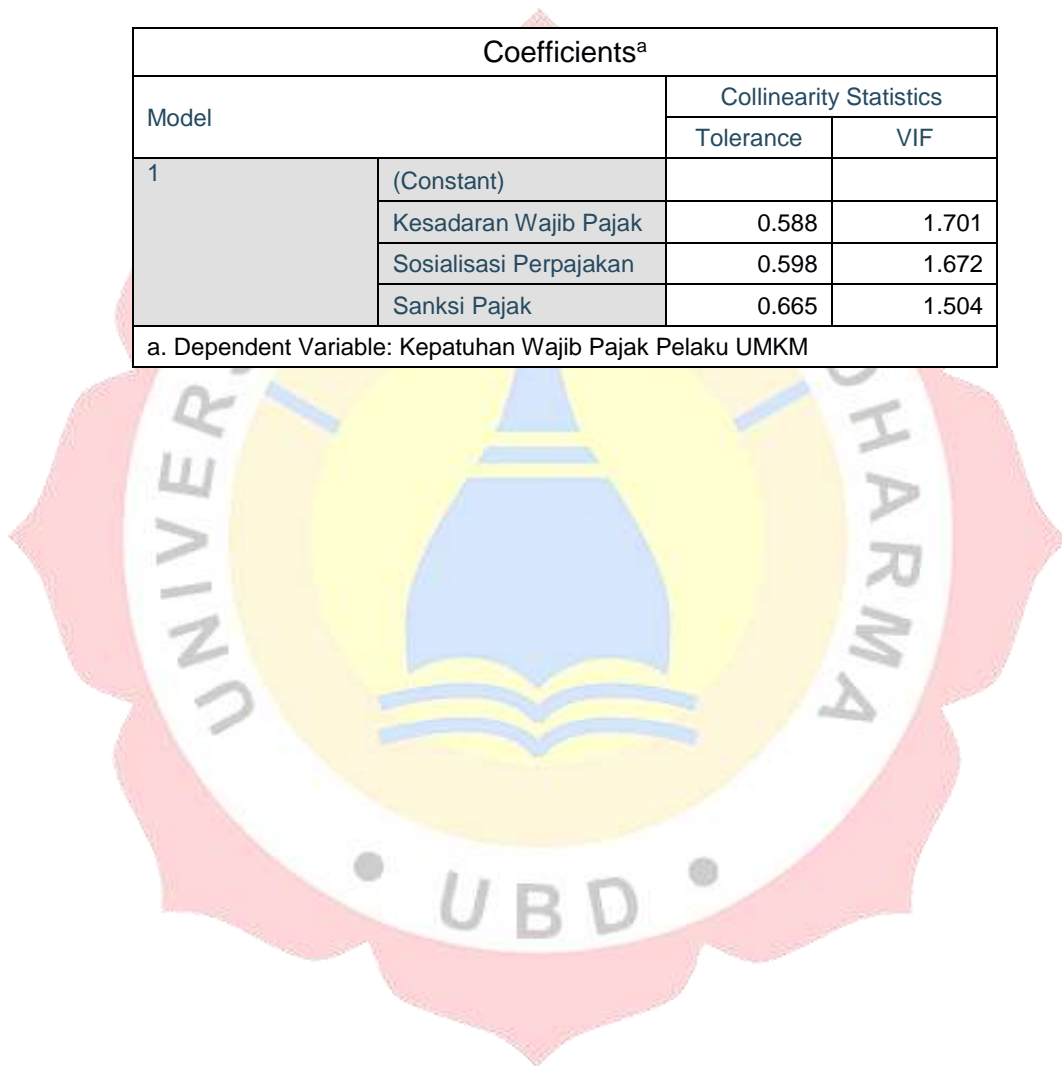 Coefficientsᵃ
Model
Collinearity Statistics
Tolerance VIF
1 (Constant)
Kesadaran Wajib Pajak 0.588 1.701
Sosialisasi Perpajakan 0.598 1.672
Sanksi Pajak 0.665 1.504
a. Dependent Variable: Kepatuhan Wajib Pajak Pelaku UMKM
UBD